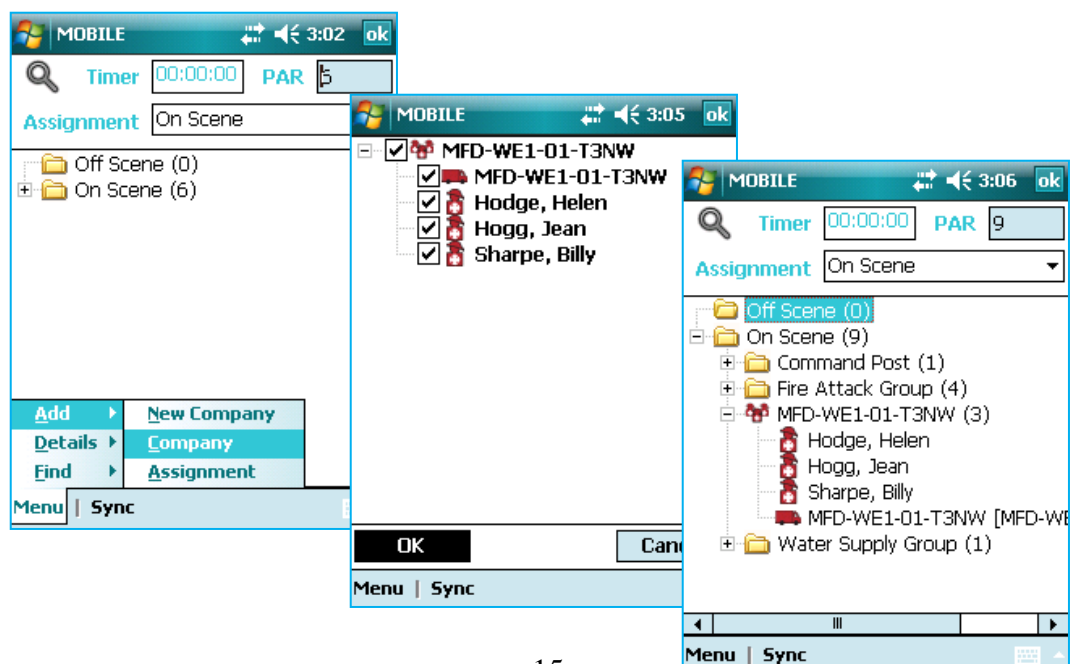 MOBILE 3:02 ok
Timer 00:00:00 PAR 5
Assignment On Scene
Off Scene (0)
On Scene (6)
Add New Company
Details Company
Find Assignment
Menu | Sync
MOBILE 3:05 ok
MFD-WE1-01-T3NW
MFD-WE1-01-T3NW
Hodge, Helen
Hogg, Jean
Sharpe, Billy
OK Can
Menu | Sync
MOBILE 3:06 ok
Timer 00:00:00 PAR 9
Assignment On Scene
Off Scene (0)
On Scene (9)
Command Post (1)
Fire Attack Group (4)
MFD-WE1-01-T3NW (3)
Hodge, Helen
Hogg, Jean
Sharpe, Billy
MFD-WE1-01-T3NW [MFD-WE
Water Supply Group (1)
Menu | Sync